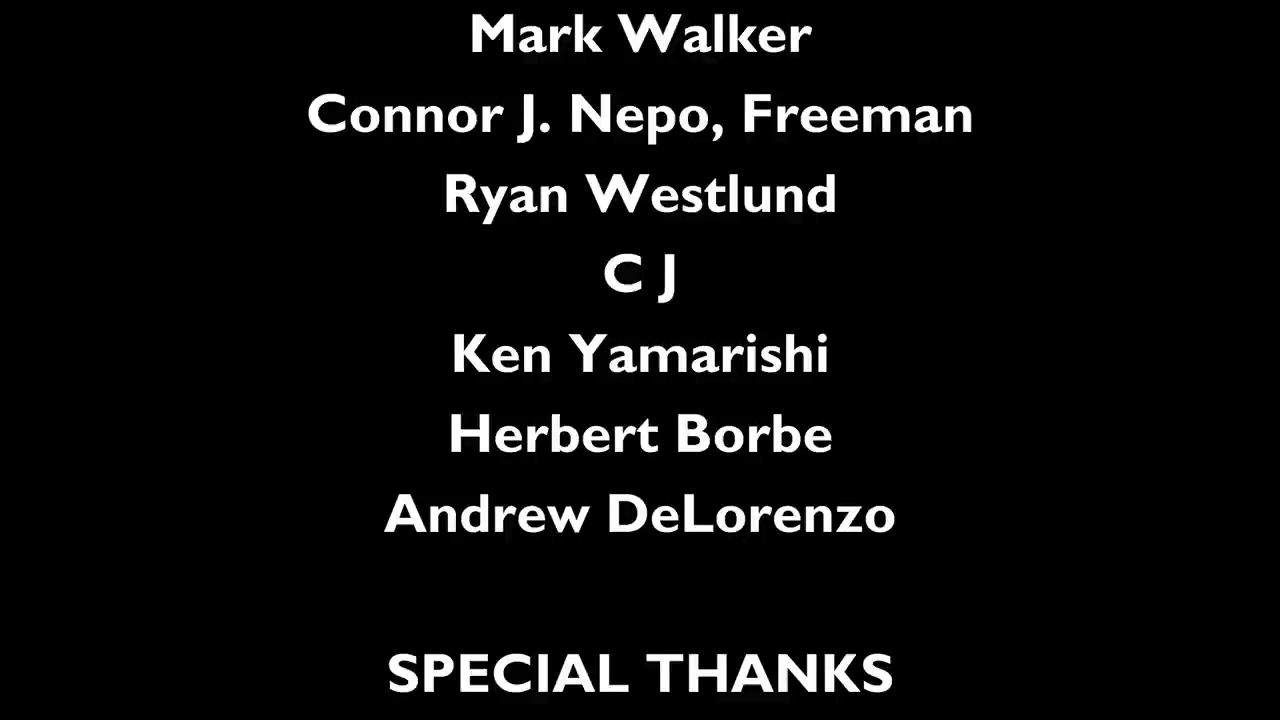 Mark Walker
Connor J. Nepo, Freeman
Ryan Westlund
C J
Ken Yamarishi
Herbert Borbe
Andrew DeLorenzo
SPECIAL THANKS